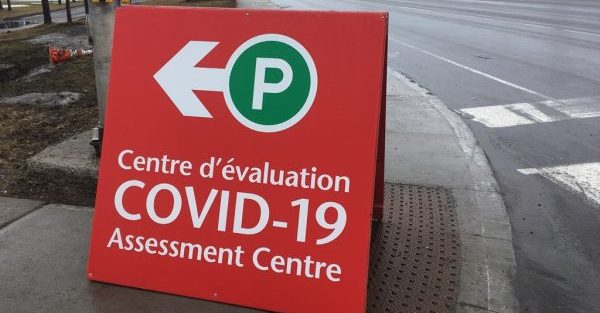 P
Centre d'évaluation
COVID-19
Assessment Centre